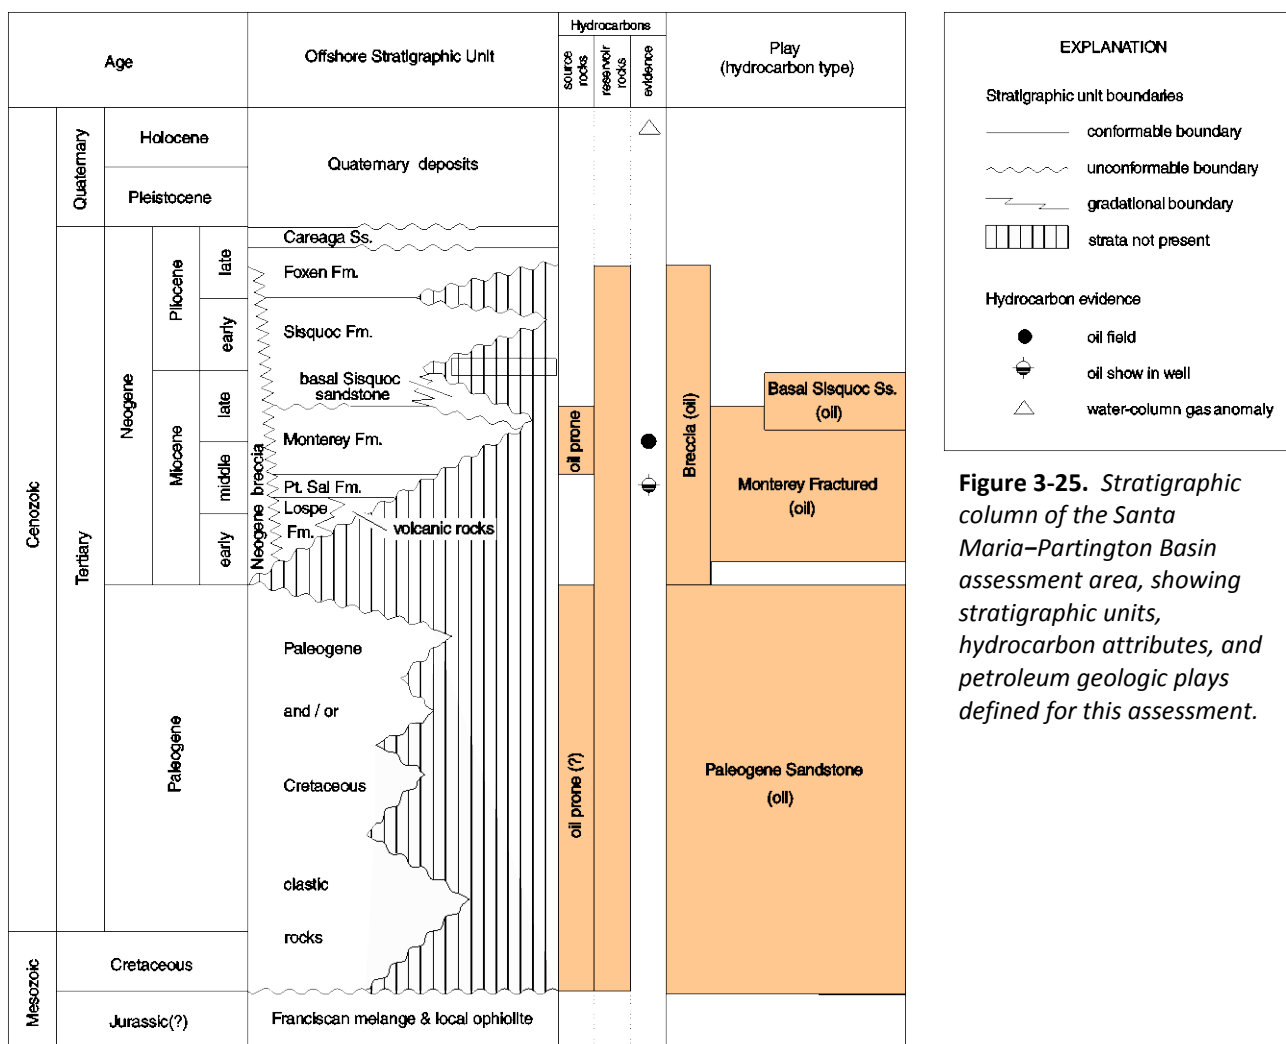 Age
Offshore Stratigraphic Unit
Hydrocarbons
source
rocks
reservoir
rocks
evidence
Play
(hydrocarbon type)
Cenozoic
Mesozoic
Quaternary
Tertiary
Holocene
Pleistocene
Neogene
Paleogene
Cretaceous
Jurassic(?)
Pliocene
Miocene
late
early
late
middle
early
Quaternary deposits
Careaga Ss.
Foxen Fm.
Sisquoc Fm.
basal Sisquoc
sandstone
Monterey Fm.
Pt. Sal Fm.
Lospe
Fm.
volcanic rocks
Neogene breccia
Paleogene
and / or
Cretaceous
clastic
rocks
Franciscan melange & local ophiolite
oil prone
oil prone (?)
Breccia (oil)
Basal Sisquoc Ss.
(oil)
Monterey Fractured
(oil)
Paleogene Sandstone
(oil)
EXPLANATION
Stratigraphic unit boundaries
conformable boundary
unconformable boundary
gradational boundary
strata not present
Hydrocarbon evidence
oil field
oil show in well
water-column gas anomaly
Figure 3-25. Stratigraphic
column of the Santa
Maria–Partington Basin
assessment area, showing
stratigraphic units,
hydrocarbon attributes, and
petroleum geologic plays
defined for this assessment.